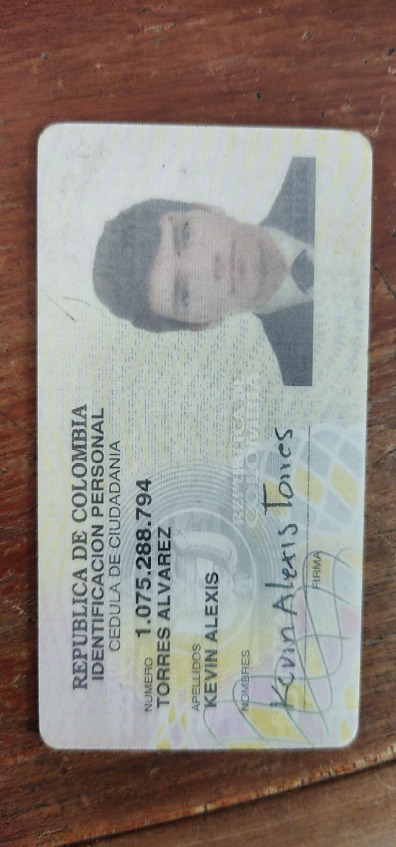 REPUBLICA DE COLOMBIA
IDENTIFICACION PERSONAL
CEDULA DE CIUDADANIA
NUMERO 1.075.288.794
TORRES ALVAREZ
APELLIDOS
KEVIN ALEXIS
NOMBRES
Kevin Alexis Torres
FIRMA